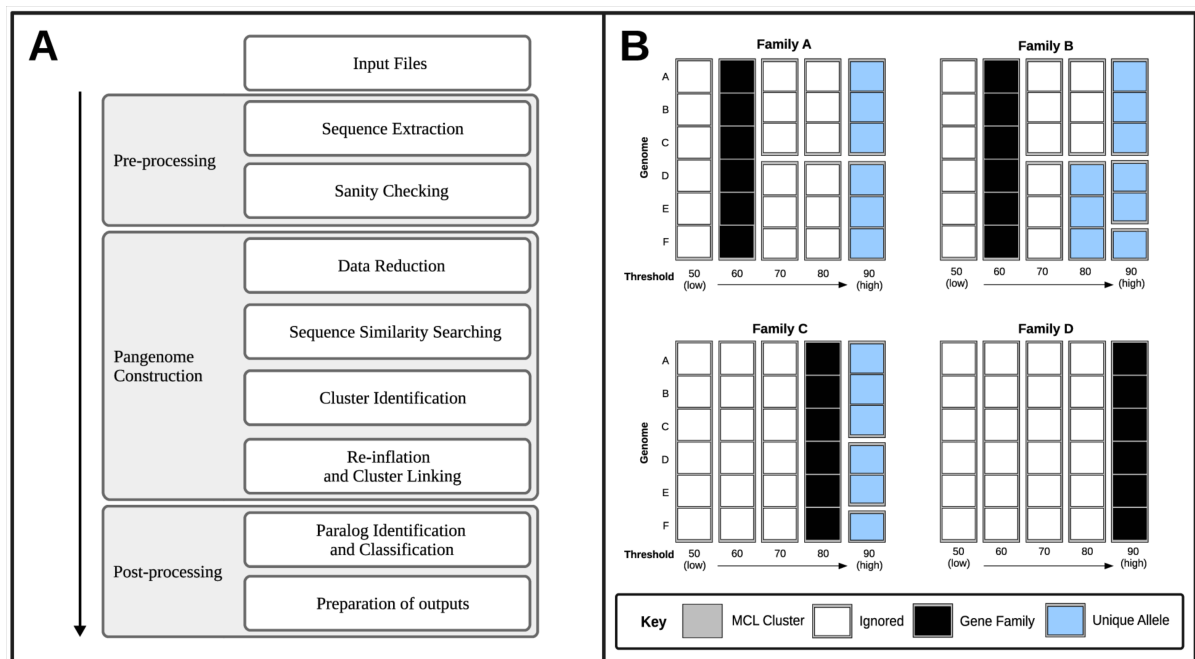 A
Input Files
Pre-processing
Sequence Extraction
Sanity Checking
Pangenome
Construction
Data Reduction
Sequence Similarity Searching
Cluster Identification
Re-inflation
and Cluster Linking
Post-processing
Paralog Identification
and Classification
Preparation of outputs
B
Family A
Genome
A
B
C
D
E
F
Threshold
50
(low)
60
70
80
90
(high)
Family B
50
(low)
60
70
80
90
(high)
Family C
Genome
A
B
C
D
E
F
Threshold
50
(low)
60
70
80
90
(high)
Family D
50
(low)
60
70
80
90
(high)
Key
MCL Cluster
Ignored
Gene Family
Unique Allele